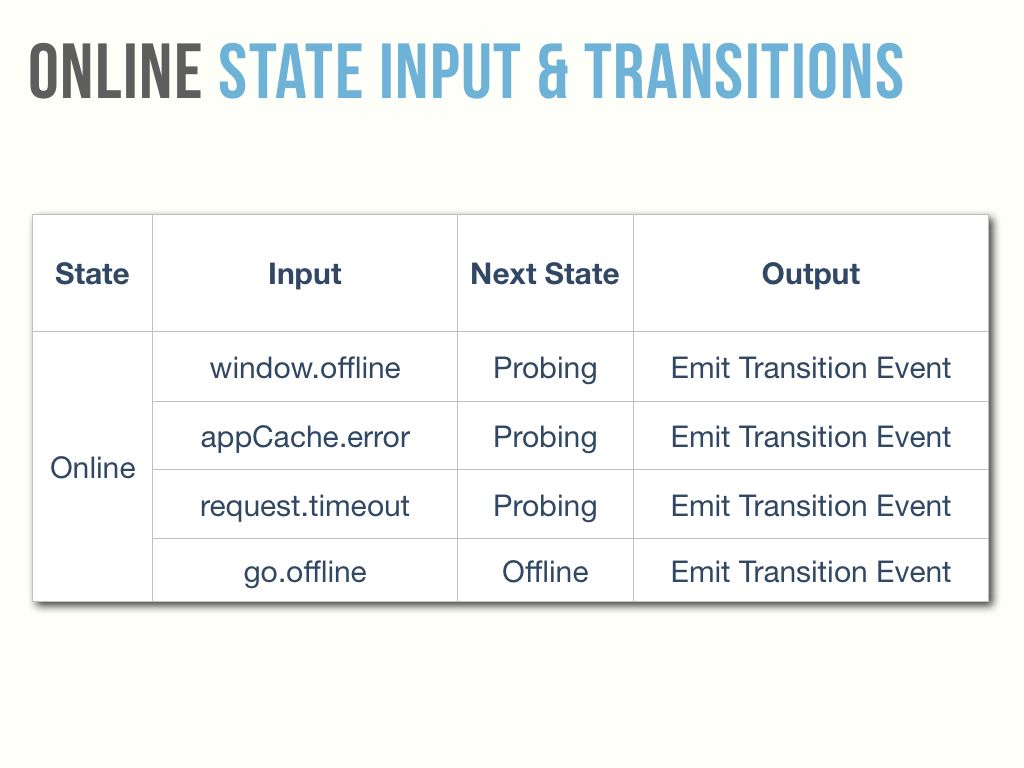 ONLINE STATE INPUT & TRANSITIONS
State Input Next State Output
window.offline Probing Emit Transition Event
appCache.error Probing Emit Transition Event
Online
request.timeout Probing Emit Transition Event
go.offline Offline Emit Transition Event